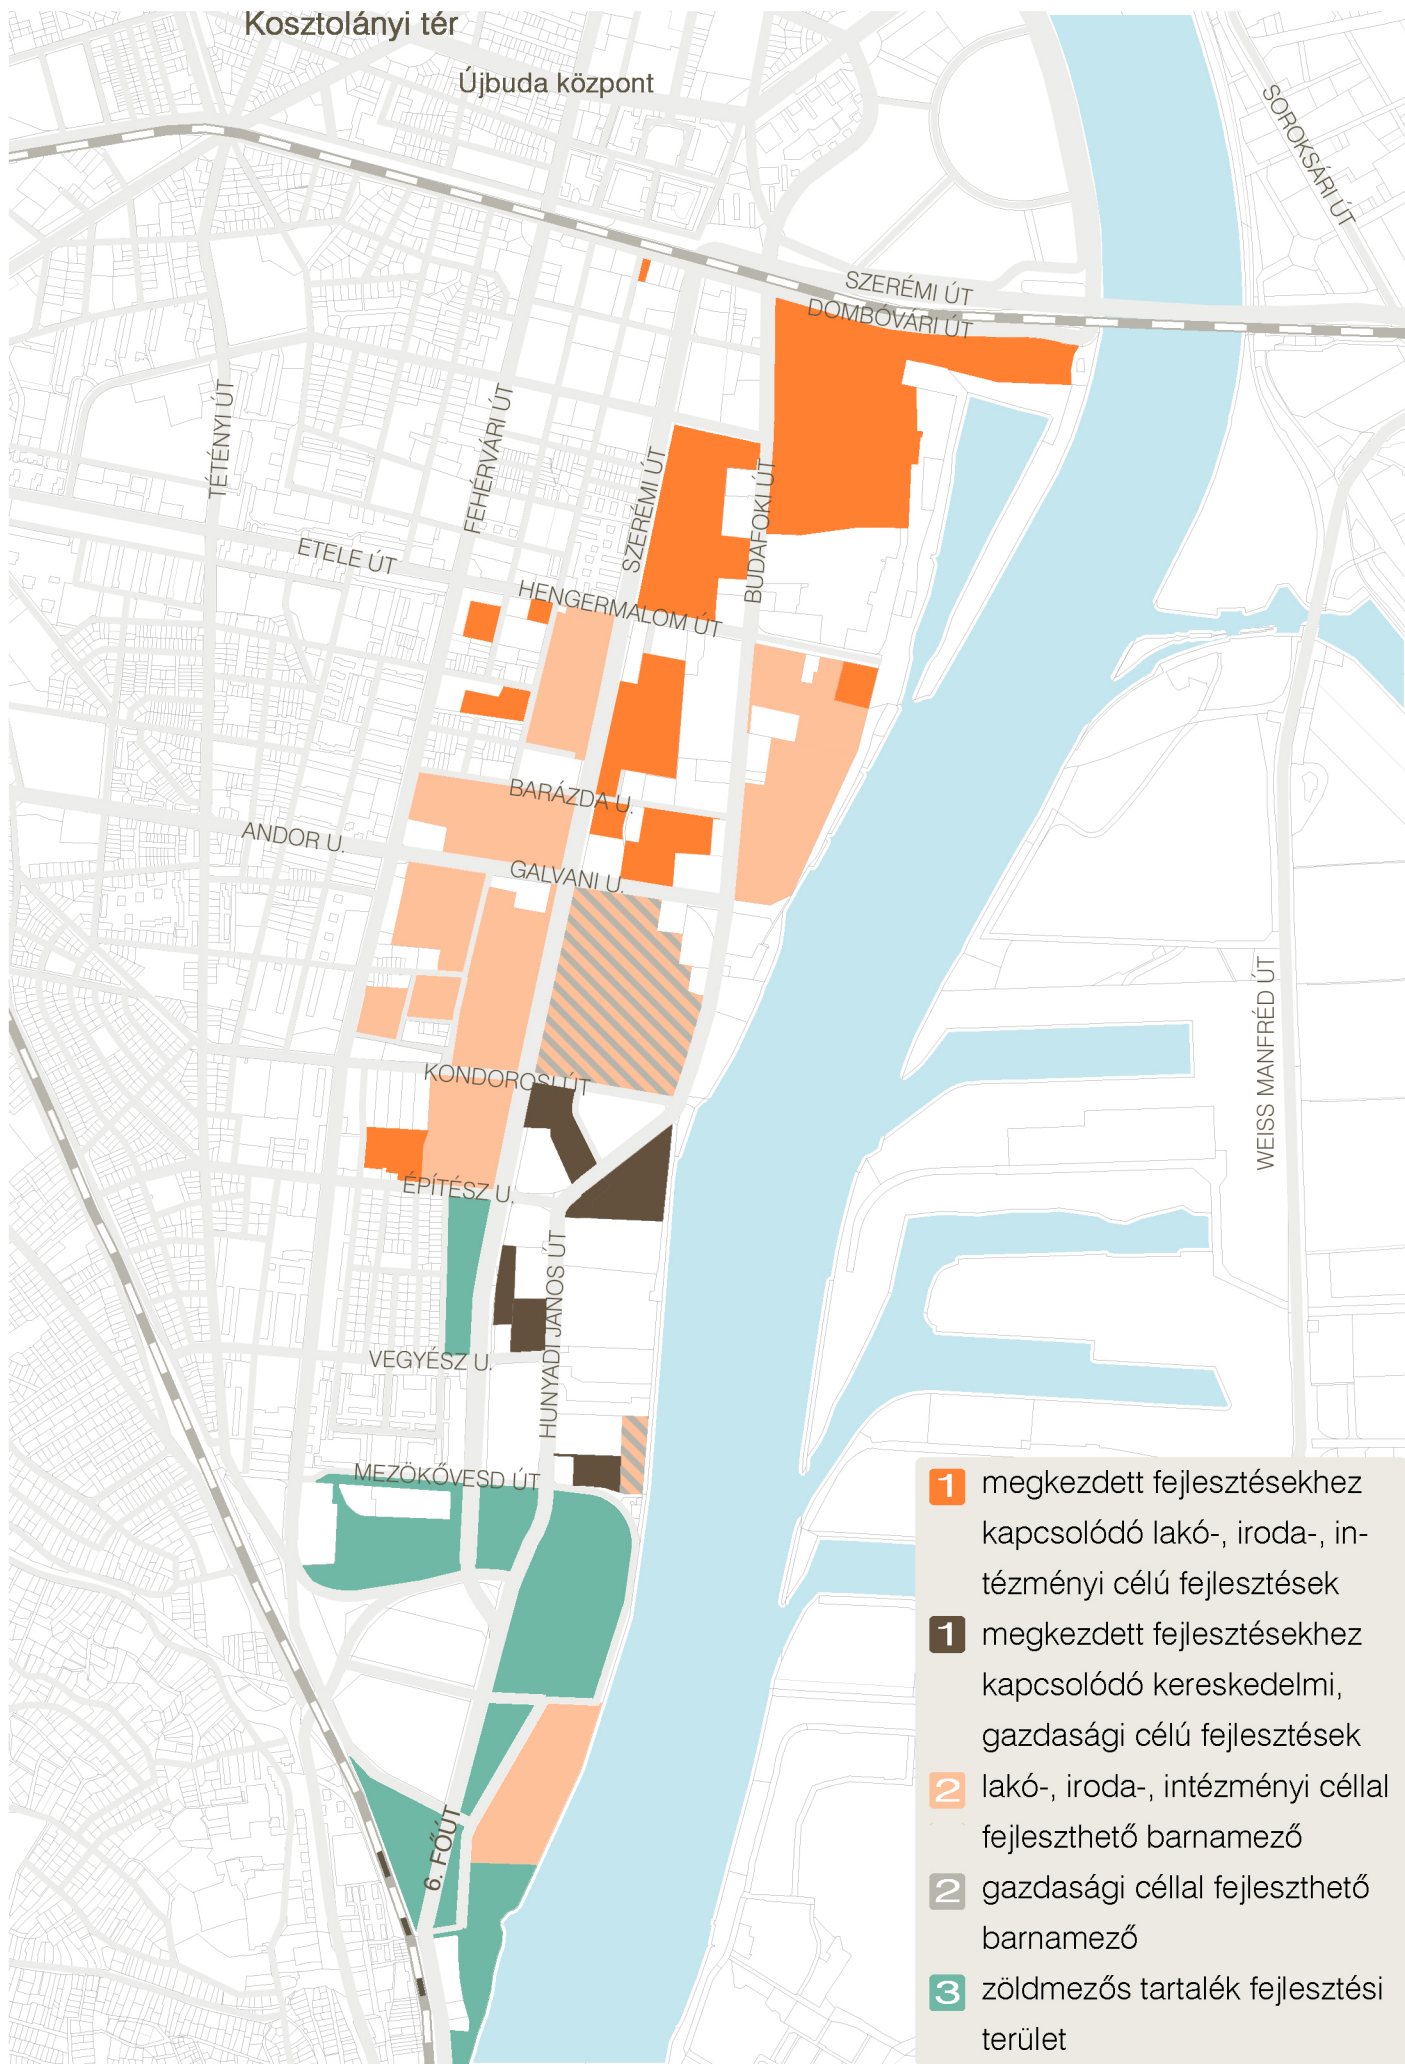 Kosztolányi tér
Újbuda központ
SOROKSÁRI ÚT
SZERÉMI ÚT
DOMBÓVÁRI ÚT
TÉTÉNYI ÚT
FEHÉRVÁRI ÚT
SZERÉMI ÚT
BUDAFOKI ÚT
ETELE ÚT
HENGERMALOM ÚT
BARÁZDA U.
ANDOR U.
GALVANI U.
WEISS MANFRÉD ÚT
KONDOROSI ÚT
ÉPÍTÉSZ U.
HUNYADI JÁNOS ÚT
VEGYÉSZ U.
MEZÖKŐVESD ÚT
6. FŐÚT
1 megkezdett fejlesztésekhez
kapcsolódó lakó-, iroda-, in-
tézményi célú fejlesztések
1 megkezdett fejlesztésekhez
kapcsolódó kereskedelmi,
gazdasági célú fejlesztések
2 lakó-, iroda-, intézményi céllal
fejleszthető barnamező
2 gazdasági céllal fejleszthető
barnamező
3 zöldmezős tartalék fejlesztési
terület